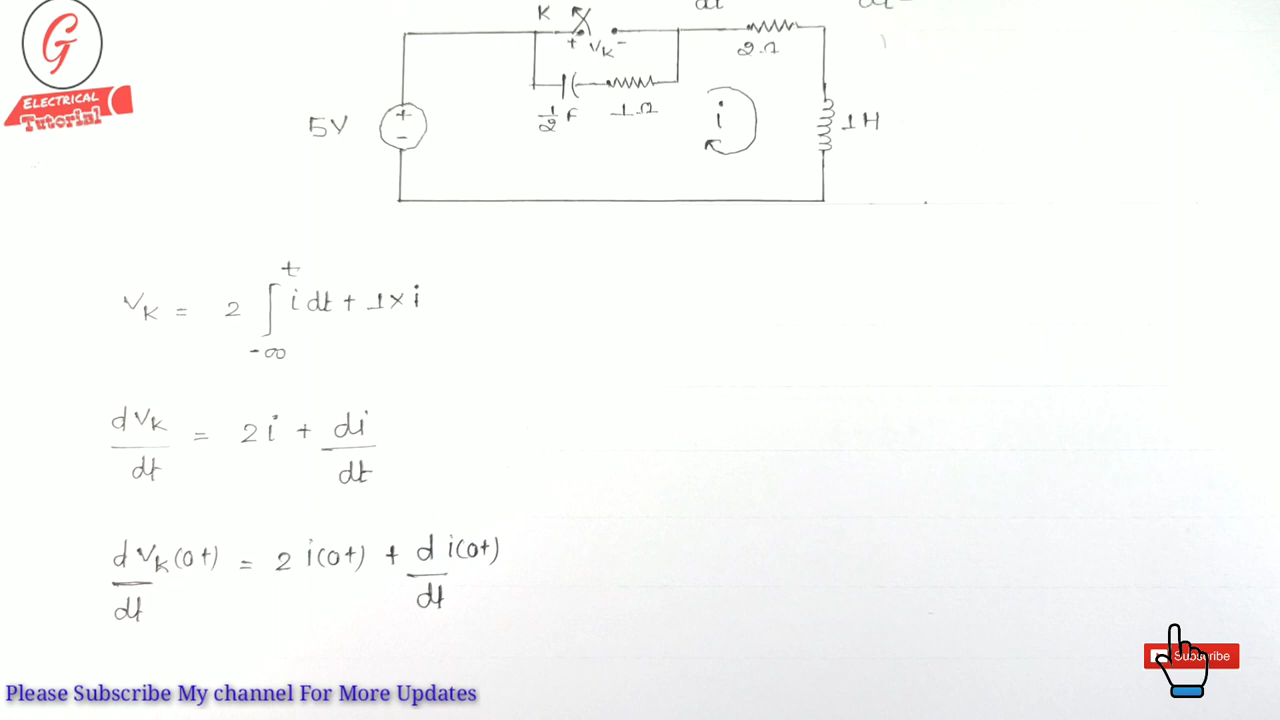 G
ELECTRICAL
Tutorial
K
+ VK -
2Ω
1/2 F
1Ω
5V
+
-
i
1H
VK = 2 ∫_{-∞}^{t} i dt + 1 × i
dVK/dt = 2i + di/dt
d/dt VK(0+) = 2 i(0+) + d/dt i(0+)
Subscribe
Please Subscribe My channel For More Updates